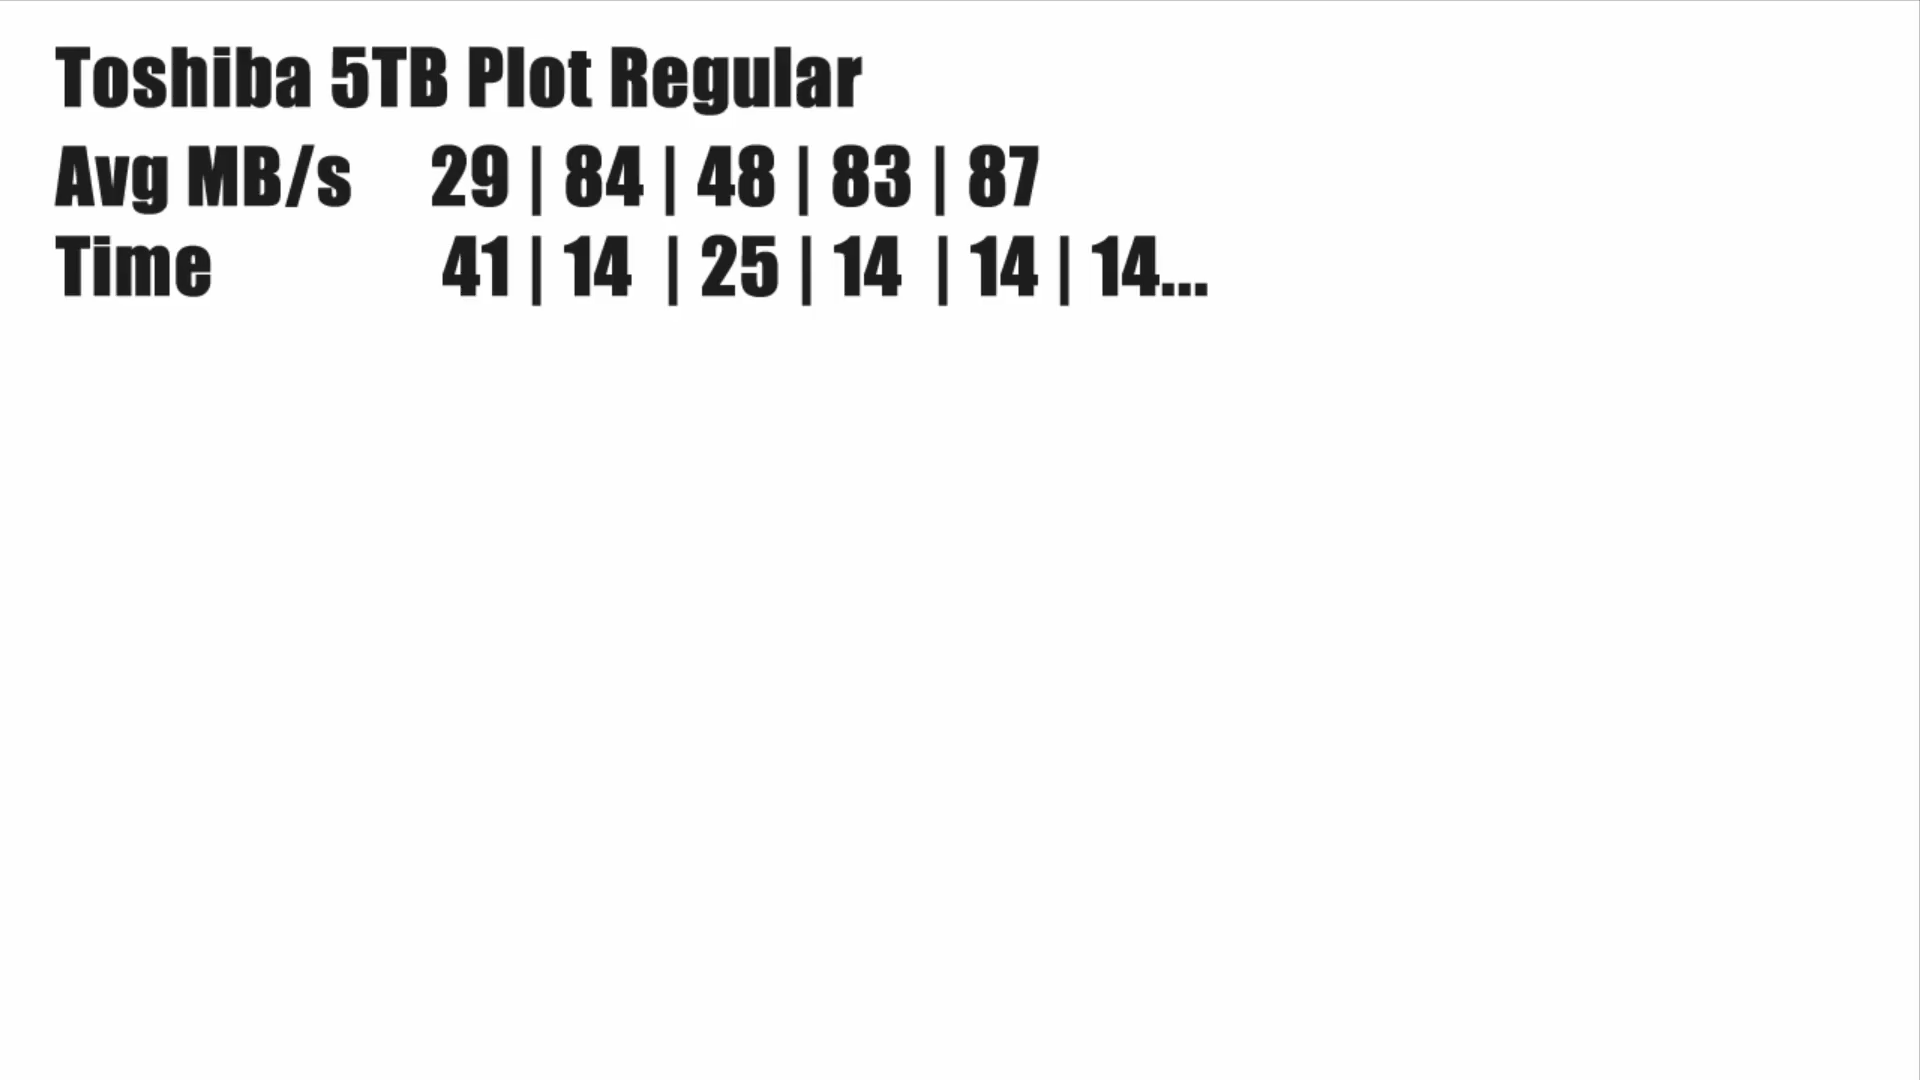 Toshiba 5TB Plot Regular
Avg MB/s 29 | 84 | 48 | 83 | 87
Time 41 | 14 | 25 | 14 | 14 | 14...